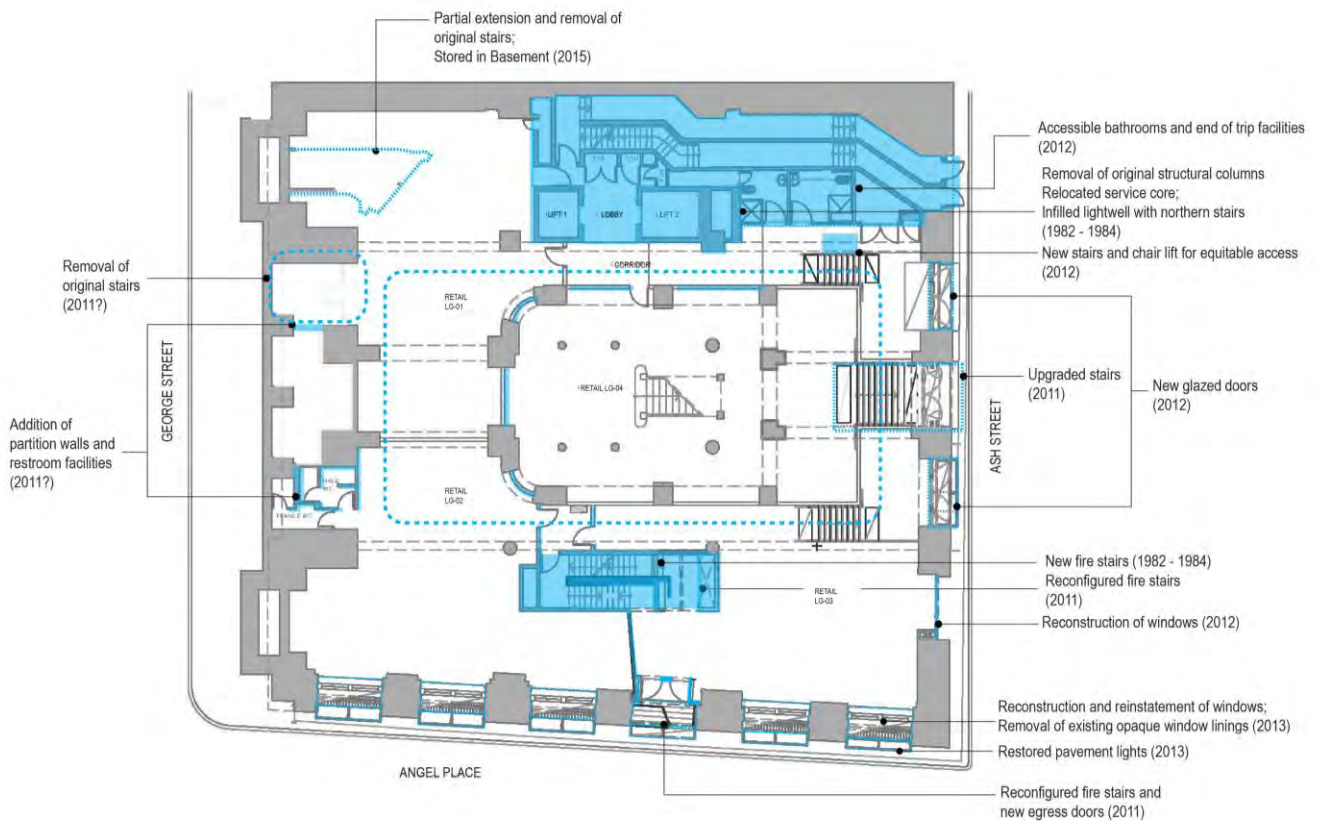 Partial extension and removal of
original stairs;
Stored in Basement (2015)
Accessible bathrooms and end of trip facilities
(2012)
Removal of original structural columns
Relocated service core;
Infilled lightwell with northern stairs
(1982 - 1984)
New stairs and chair lift for equitable access
(2012)
LIFT 1
LOBBY
LIFT 2
CORRIDOR
Removal of
original stairs
(2011?)
RETAIL
LG-01
GEORGE STREET
RETAIL LG-04
Upgraded stairs
(2011)
New glazed doors
(2012)
ASH STREET
Addition of
partition walls and
restroom facilities
(2011?)
RETAIL
LG-02
MALE
WC
FEMALE WC
New fire stairs (1982 - 1984)
Reconfigured fire stairs
(2011)
RETAIL
LG-03
Reconstruction of windows (2012)
Reconstruction and reinstatement of windows;
Removal of existing opaque window linings (2013)
Restored pavement lights (2013)
ANGEL PLACE
Reconfigured fire stairs and
new egress doors (2011)